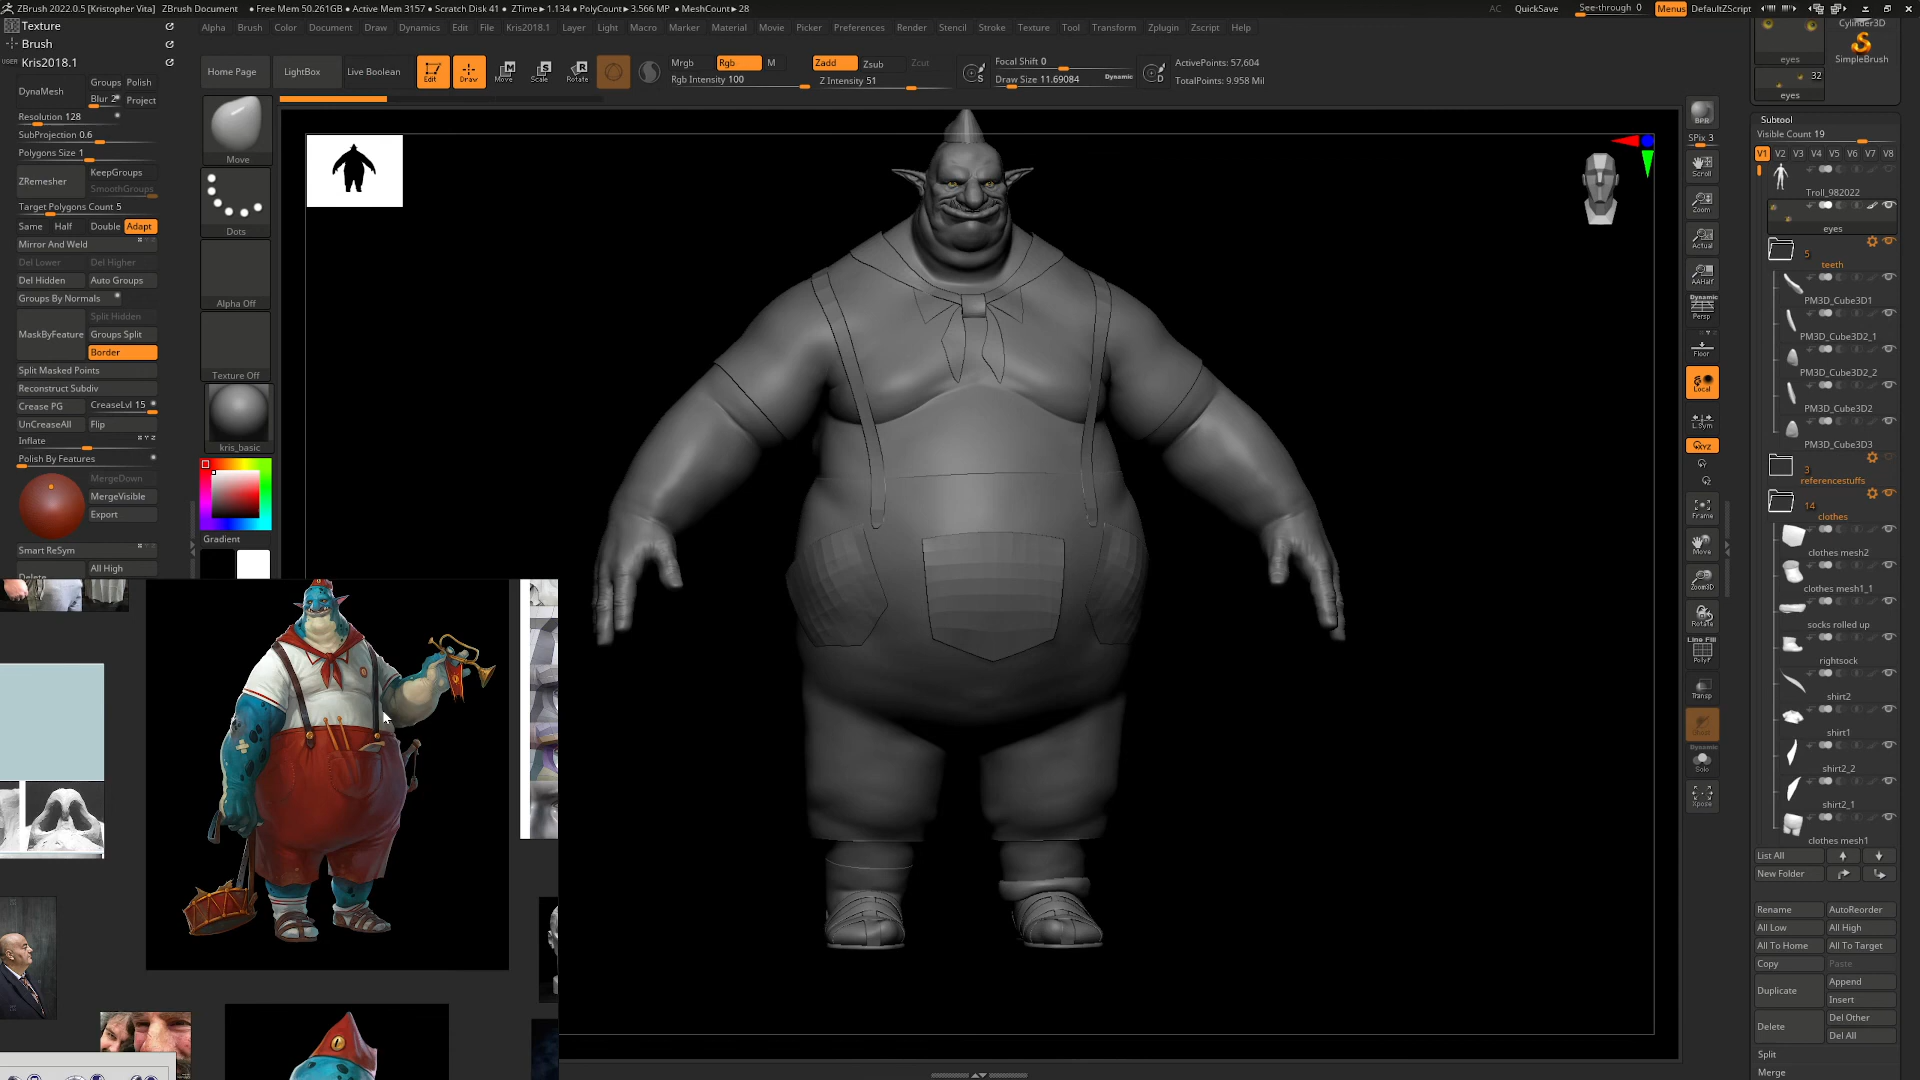 ZBrush 2022.0.5 [Kristopher Vita] ZBrush Document • Free Mem 50.261GB • Active Mem 3157 • Scratch Disk 41 • ZTime►1.134 • PolyCount►3.566 MP • MeshCount►28
AC QuickSave See-through 0 Menus DefaultZScript
Texture
Brush
Kris2018.1
Alpha Brush Color Document Draw Dynamics Edit File Kris2018.1 Layer Light Macro Marker Material Movie Picker Preferences Render Stencil Stroke Texture Tool Transform Zplugin Zscript Help
Home Page LightBox Live Boolean Edit Draw Move Scale Rotate
Mrgb Rgb M
Rgb Intensity 100
Zadd Zsub Zcut
Z Intensity 51
Focal Shift 0
Draw Size 11.69084 Dynamic
ActivePoints: 57,604
TotalPoints: 9.958 Mil
DynaMesh
Groups Polish
Blur 2 Project
Resolution 128
SubProjection 0.6
Polygons Size 1
ZRemesher
KeepGroups
SmoothGroups
Target Polygons Count 5
Same Half Double Adapt
Mirror And Weld
Del Lower Del Higher
Del Hidden Auto Groups
Groups By Normals
MaskByFeature
Split Hidden
Groups Split
Border
Split Masked Points
Reconstruct Subdiv
Crease PG CreaseLvl 15
UnCreaseAll Flip
Inflate
Polish By Features
MergeDown
MergeVisible
Export
Smart ReSym
All High
Delete
Move
Dots
Alpha Off
Texture Off
kris_basic
Gradient
BPR
SPix 3
Scroll
Zoom
Actual
AAHalf
Dynamic
Persp
Floor
Local
L.Sym
XYZ
Frame
Move
Zoom3D
Rotate
Line Fill
PolyF
Transp
Ghost
Dynamic
Solo
Xpose
Cylinder3D
eyes
SimpleBrush
32
eyes
Subtool
Visible Count 19
V1 V2 V3 V4 V5 V6 V7 V8
Troll_982022
eyes
5
teeth
PM3D_Cube3D1
PM3D_Cube3D2_1
PM3D_Cube3D2_2
PM3D_Cube3D2
PM3D_Cube3D3
3
referencestuffs
14
clothes
clothes mesh2
clothes mesh1_1
socks rolled up
rightsock
shirt2
shirt1
shirt2_2
shirt2_1
clothes mesh1
List All
New Folder
Rename AutoReorder
All Low All High
All To Home All To Target
Copy Paste
Duplicate
Append
Insert
Delete
Del Other
Del All
Split
Merge